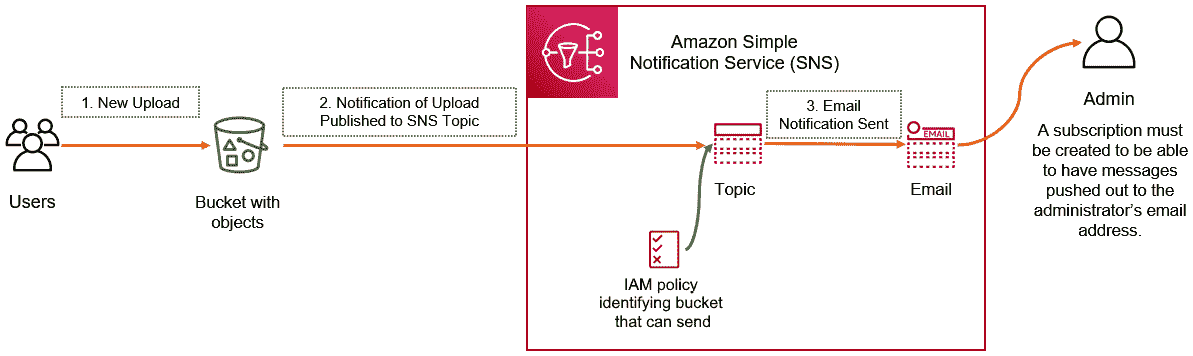 Amazon Simple
Notification Service (SNS)
1. New Upload
2. Notification of Upload
Published to SNS Topic
3. Email
Notification Sent
EMAIL
Users
Bucket with
objects
Topic
Email
IAM policy
identifying bucket
that can send
Admin
A subscription must
be created to be able
to have messages
pushed out to the
administrator’s email
address.